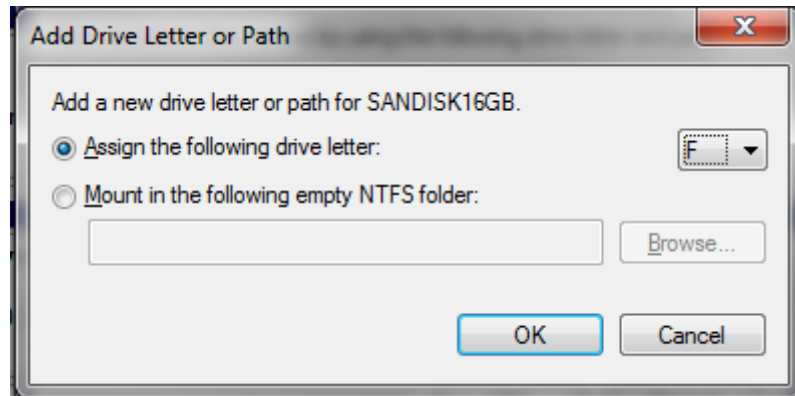 Add Drive Letter or Path
Add a new drive letter or path for SANDISK16GB.
Assign the following drive letter:
F
Mount in the following empty NTFS folder:
Browse...
OK
Cancel